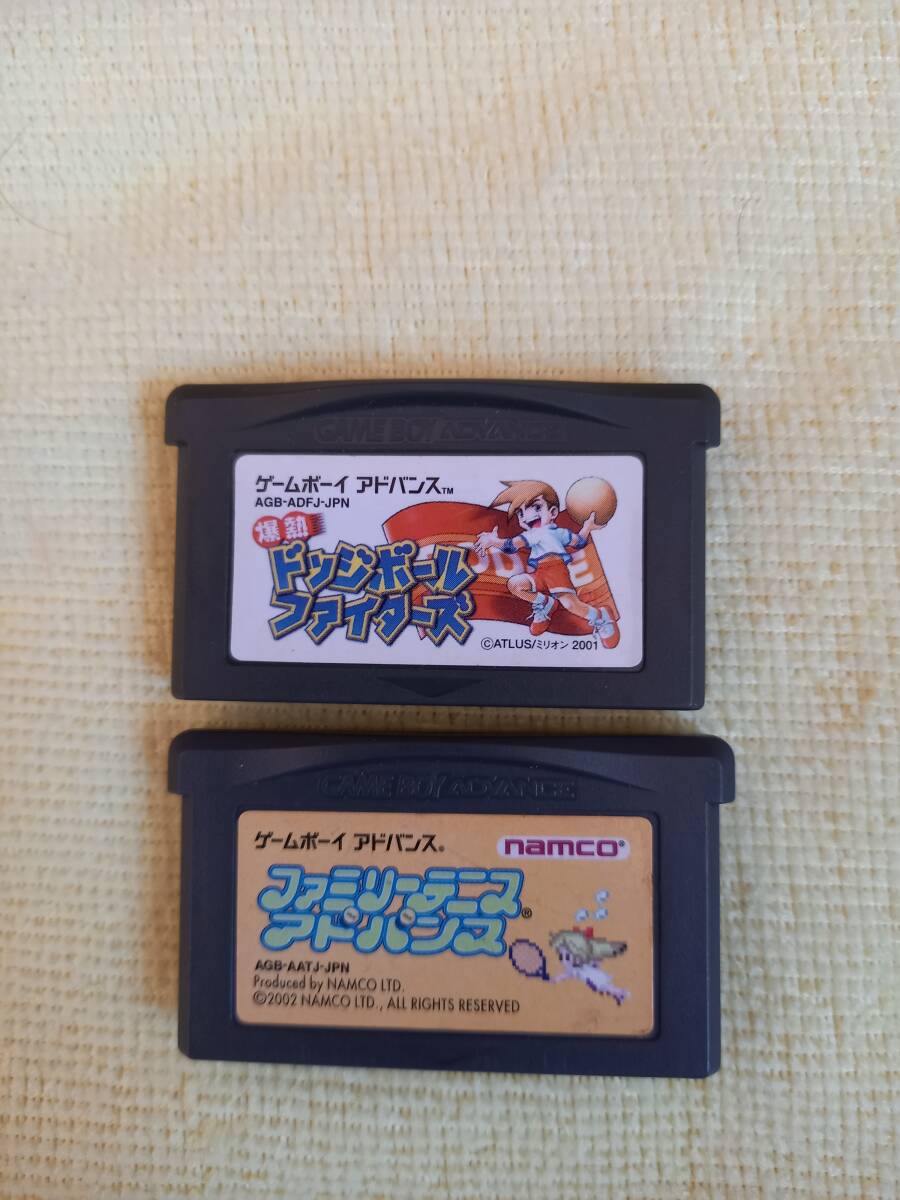 GAME BOY ADVANCE
ゲームボーイ アドバンス™
AGB-ADFJ-JPN
爆熱
ドッジボール
ファイターズ
©ATLUS/ミリオン 2001
GAME BOY ADVANCE
ゲームボーイ アドバンス®
namco®
ファミリーテニス
アドバンス®
AGB-AATJ-JPN
Produced by NAMCO LTD.
©2002 NAMCO LTD., ALL RIGHTS RESERVED